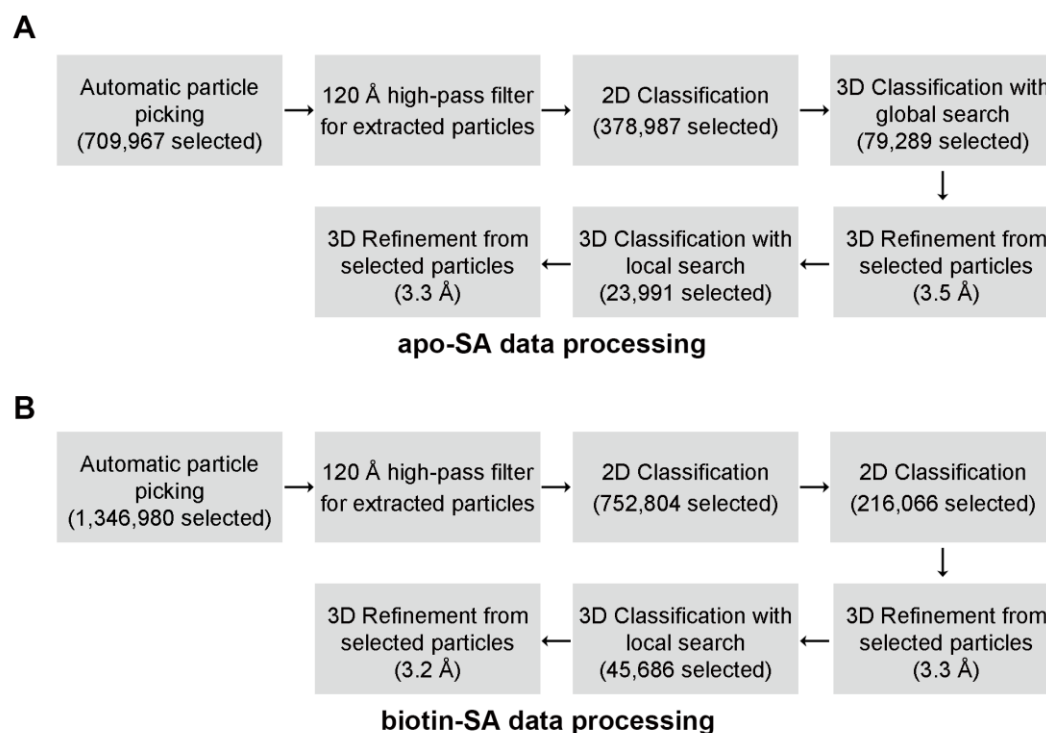 A
Automatic particle
picking
(709,967 selected)
120 Å high-pass filter
for extracted particles
2D Classification
(378,987 selected)
3D Classification with
global search
(79,289 selected)
3D Refinement from
selected particles
(3.3 Å)
3D Classification with
local search
(23,991 selected)
3D Refinement from
selected particles
(3.5 Å)
apo-SA data processing
B
Automatic particle
picking
(1,346,980 selected)
120 Å high-pass filter
for extracted particles
2D Classification
(752,804 selected)
2D Classification
(216,066 selected)
3D Refinement from
selected particles
(3.2 Å)
3D Classification with
local search
(45,686 selected)
3D Refinement from
selected particles
(3.3 Å)
biotin-SA data processing